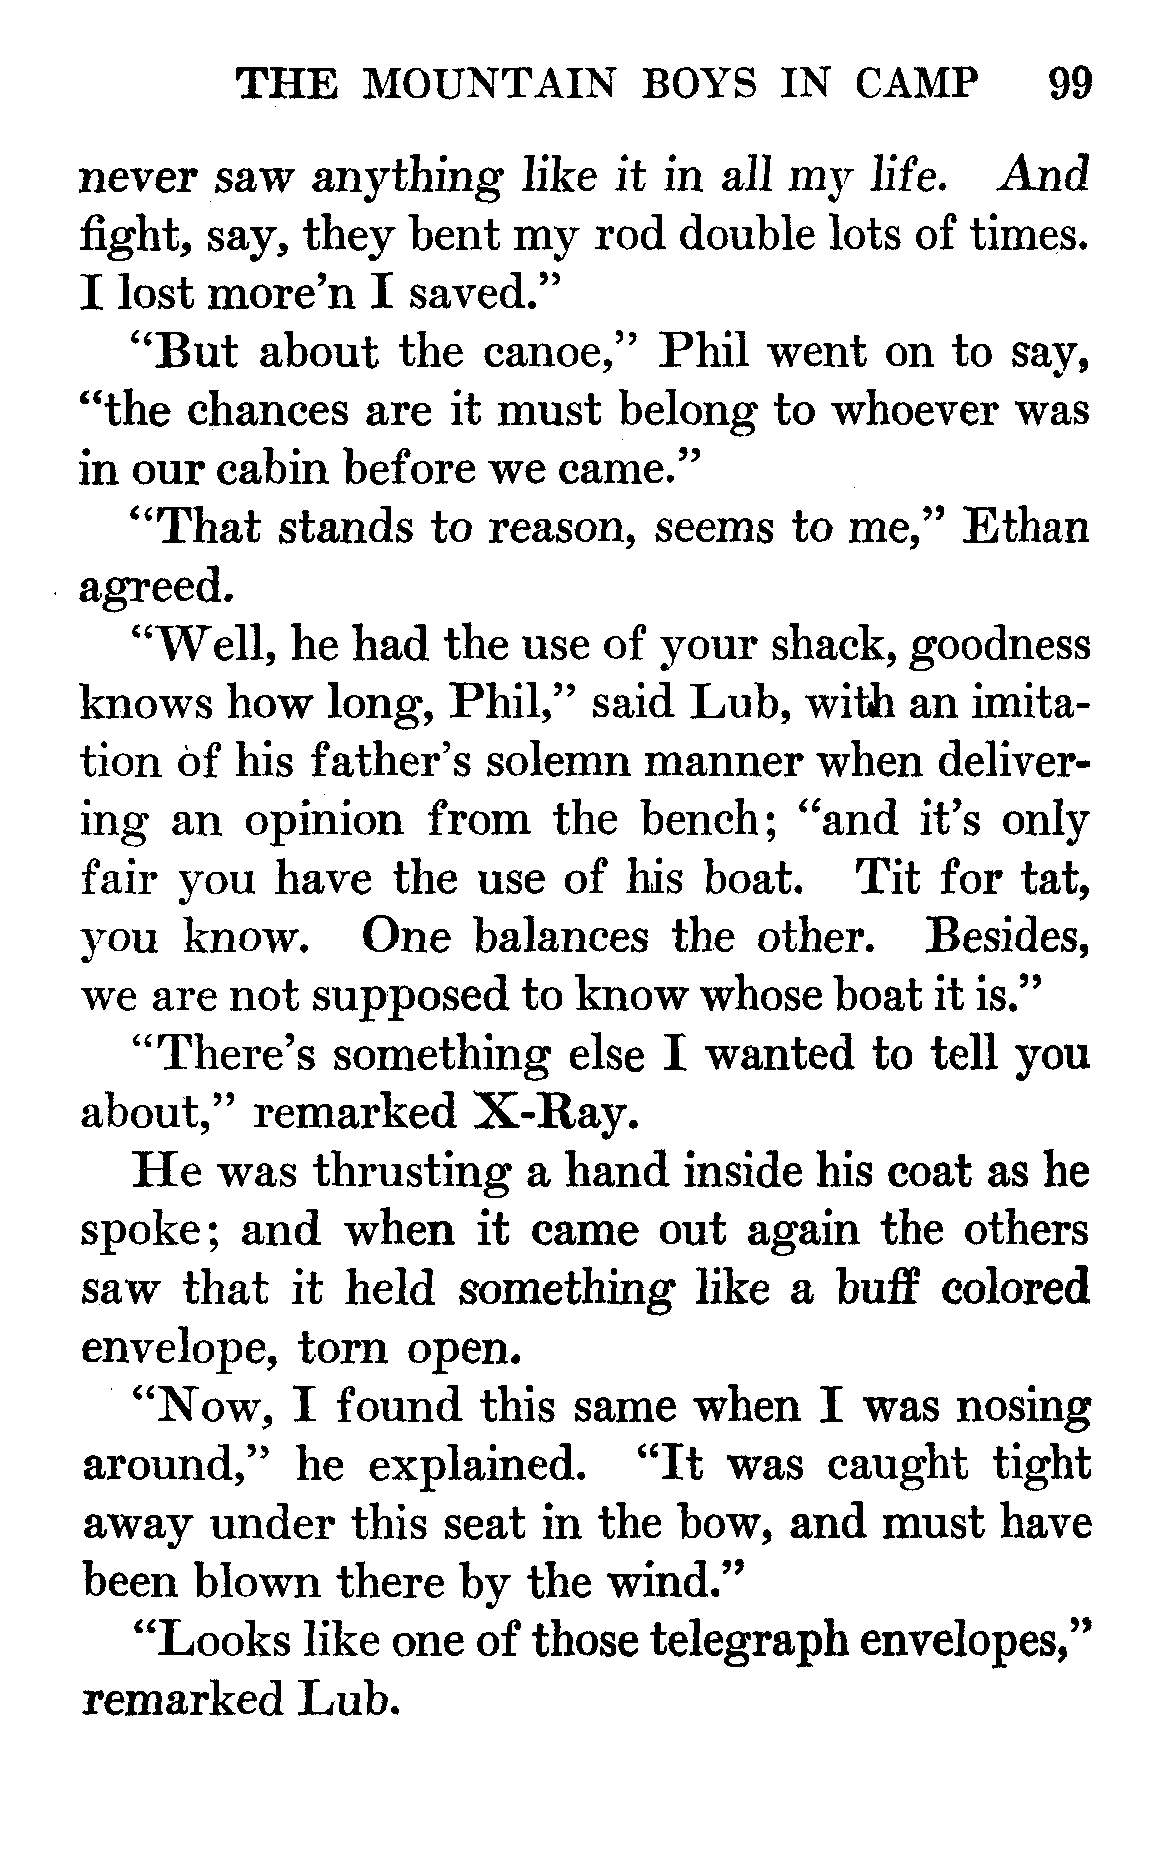 THE MOUNTAIN BOYS IN CAMP 99
never saw anything like it in all my life. And
fight, say, they bent my rod double lots of times.
I lost more'n I saved.”
“But about the canoe,” Phil went on to say,
“the chances are it must belong to whoever was
in our cabin before we came.”
“That stands to reason, seems to me,” Ethan
agreed.
“Well, he had the use of your shack, goodness
knows how long, Phil,” said Lub, with an imita-
tion of his father's solemn manner when deliver-
ing an opinion from the bench; “and it's only
fair you have the use of his boat. Tit for tat,
you know. One balances the other. Besides,
we are not supposed to know whose boat it is.”
“There's something else I wanted to tell you
about,” remarked X-Ray.
He was thrusting a hand inside his coat as he
spoke; and when it came out again the others
saw that it held something like a buff colored
envelope, torn open.
“Now, I found this same when I was nosing
around,” he explained. “It was caught tight
away under this seat in the bow, and must have
been blown there by the wind.”
“Looks like one of those telegraph envelopes,”
remarked Lub.